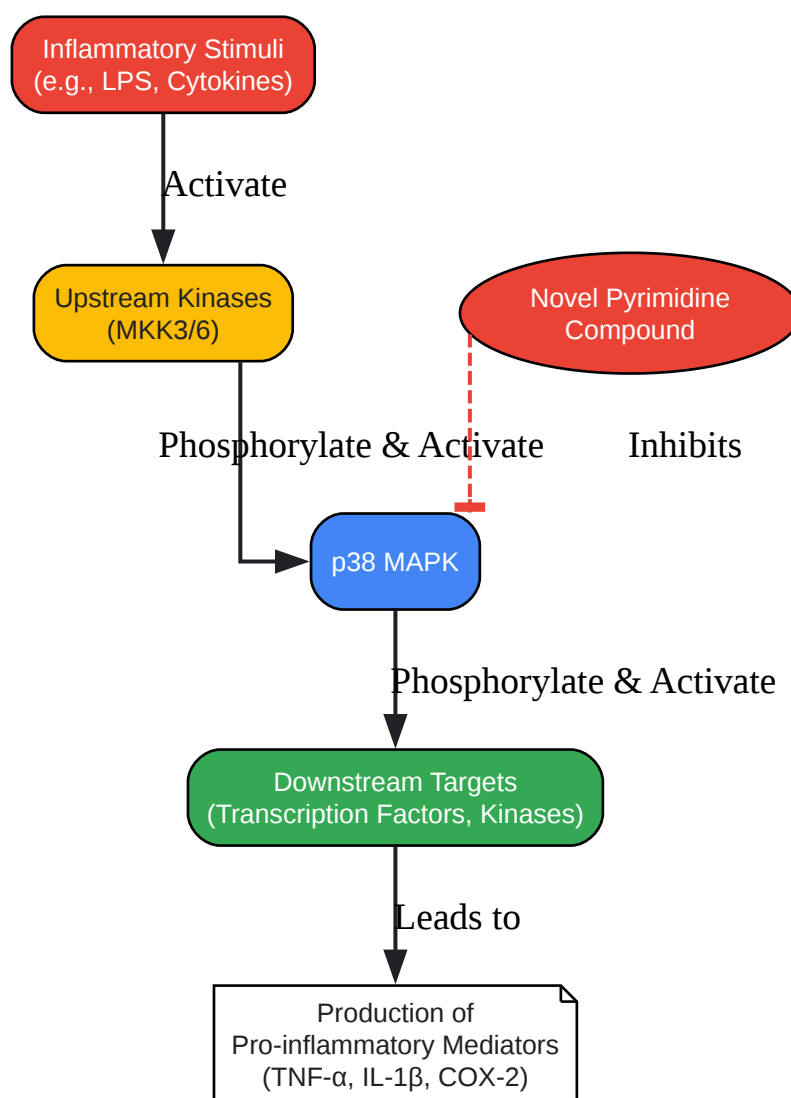 Inflammatory Stimuli
(e.g., LPS, Cytokines)
Activate
Upstream Kinases
(MKK3/6)
Novel Pyrimidine
Compound
Phosphorylate & Activate
Inhibits
p38 MAPK
Phosphorylate & Activate
Downstream Targets
(Transcription Factors, Kinases)
Leads to
Production of
Pro-inflammatory Mediators
(TNF-α, IL-1β, COX-2)